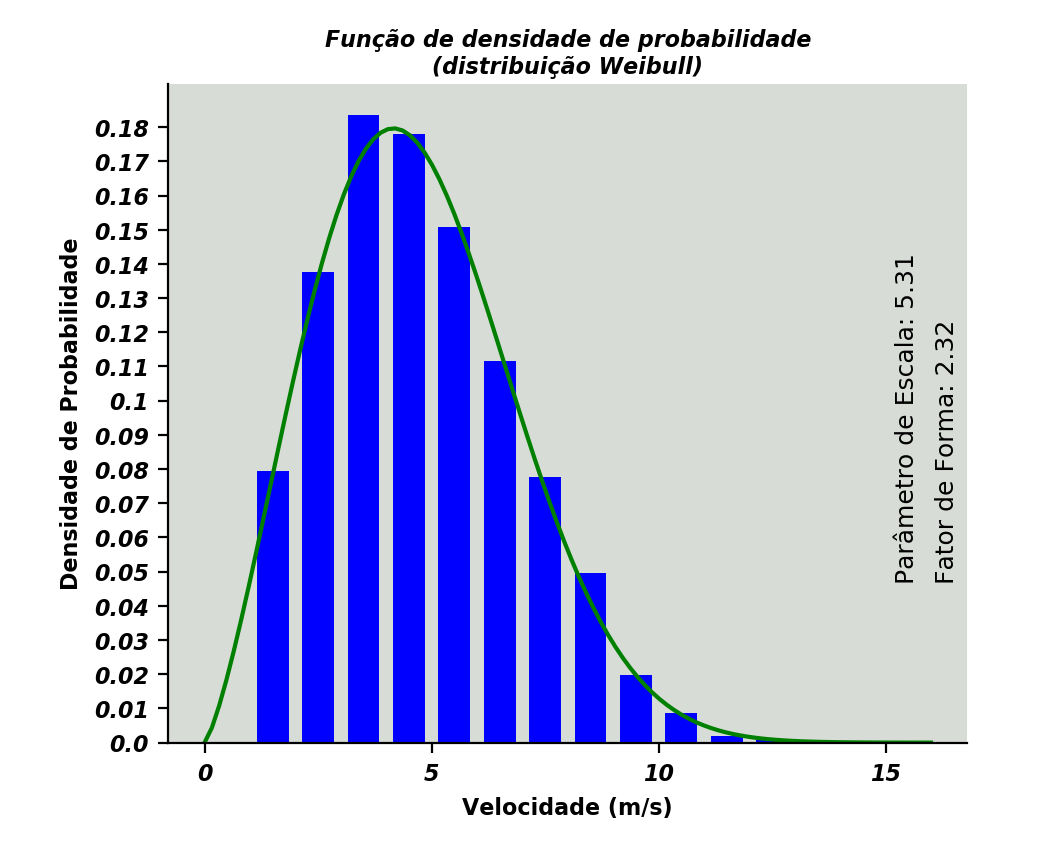 Função de densidade de probabilidade
(distribuição Weibull)
Densidade de Probabilidade
0.18
0.17
0.16
0.15
0.14
0.13
0.12
0.11
0.1
0.09
0.08
0.07
0.06
0.05
0.04
0.03
0.02
0.01
0.0
0 5 10 15
Velocidade (m/s)
Parâmetro de Escala: 5.31
Fator de Forma: 2.32